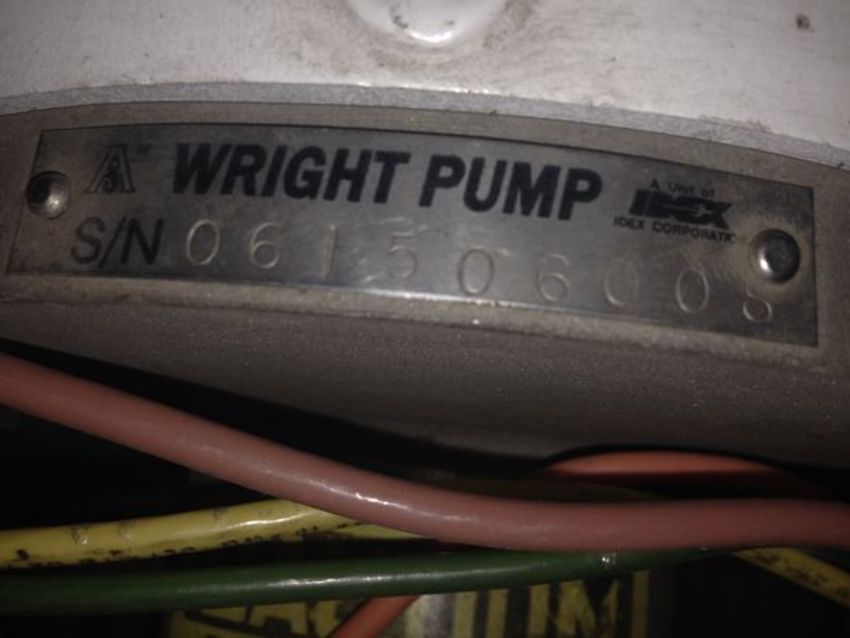 WRIGHT PUMP
A Unit of
IDEX
IDEX CORPORATION
S/N 061506008